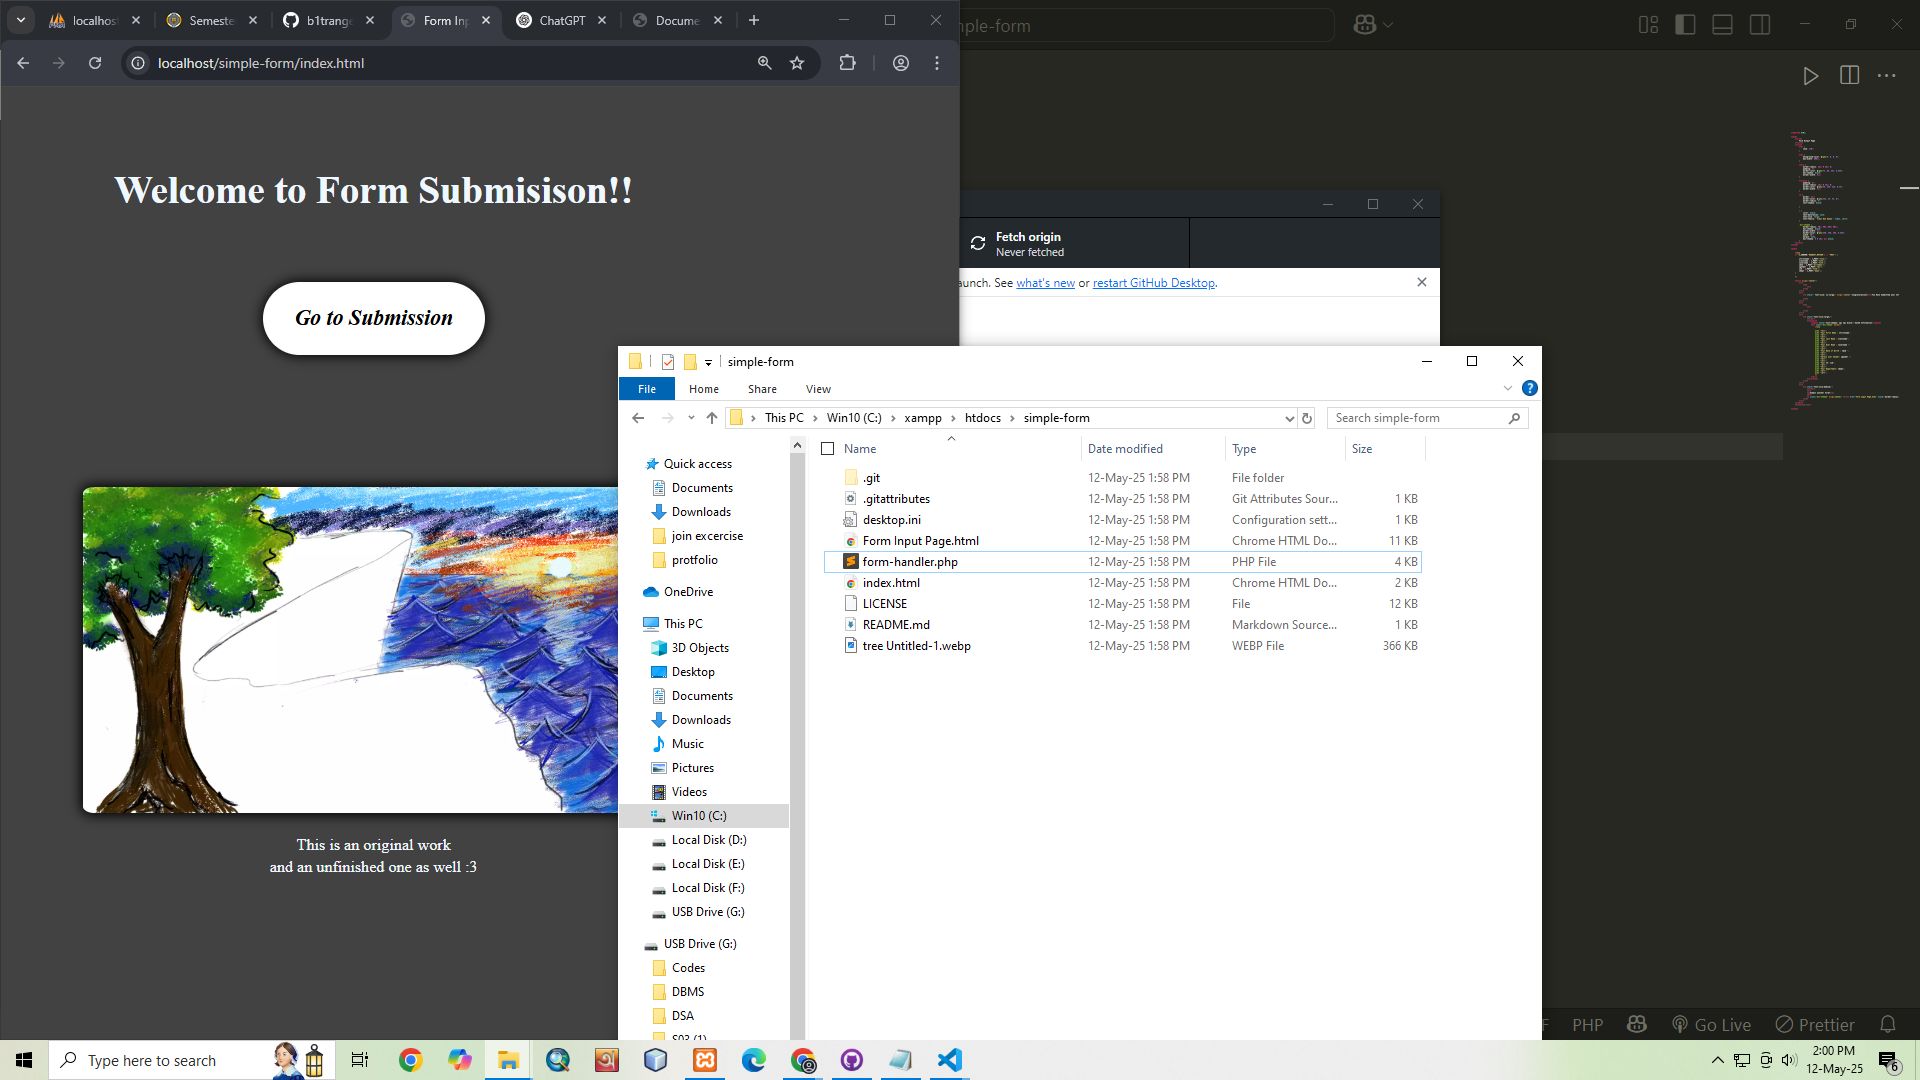 localhos
Semeste
b1trange
Form Inp
ChatGPT
Docume
localhost/simple-form/index.html
Welcome to Form Submisison!!
Go to Submission
This is an original work
and an unfinished one as well :3
nple-form
Fetch origin
Never fetched
aunch. See what's new or restart GitHub Desktop.
simple-form
File Home Share View
This PC > Win10 (C:) > xampp > htdocs > simple-form
Search simple-form
Quick access
Documents
Downloads
join excercise
protfolio
OneDrive
This PC
3D Objects
Desktop
Documents
Downloads
Music
Pictures
Videos
Win10 (C:)
Local Disk (D:)
Local Disk (E:)
Local Disk (F:)
USB Drive (G:)
USB Drive (G:)
Codes
DBMS
DSA
S03 (1)
Name Date modified Type Size
.git 12-May-25 1:58 PM File folder
.gitattributes 12-May-25 1:58 PM Git Attributes Sour... 1 KB
desktop.ini 12-May-25 1:58 PM Configuration sett... 1 KB
Form Input Page.html 12-May-25 1:58 PM Chrome HTML Do... 11 KB
form-handler.php 12-May-25 1:58 PM PHP File 4 KB
index.html 12-May-25 1:58 PM Chrome HTML Do... 2 KB
LICENSE 12-May-25 1:58 PM File 12 KB
README.md 12-May-25 1:58 PM Markdown Source... 1 KB
tree Untitled-1.webp 12-May-25 1:58 PM WEBP File 366 KB
F PHP Go Live Prettier
Type here to search
2:00 PM
12-May-25
6